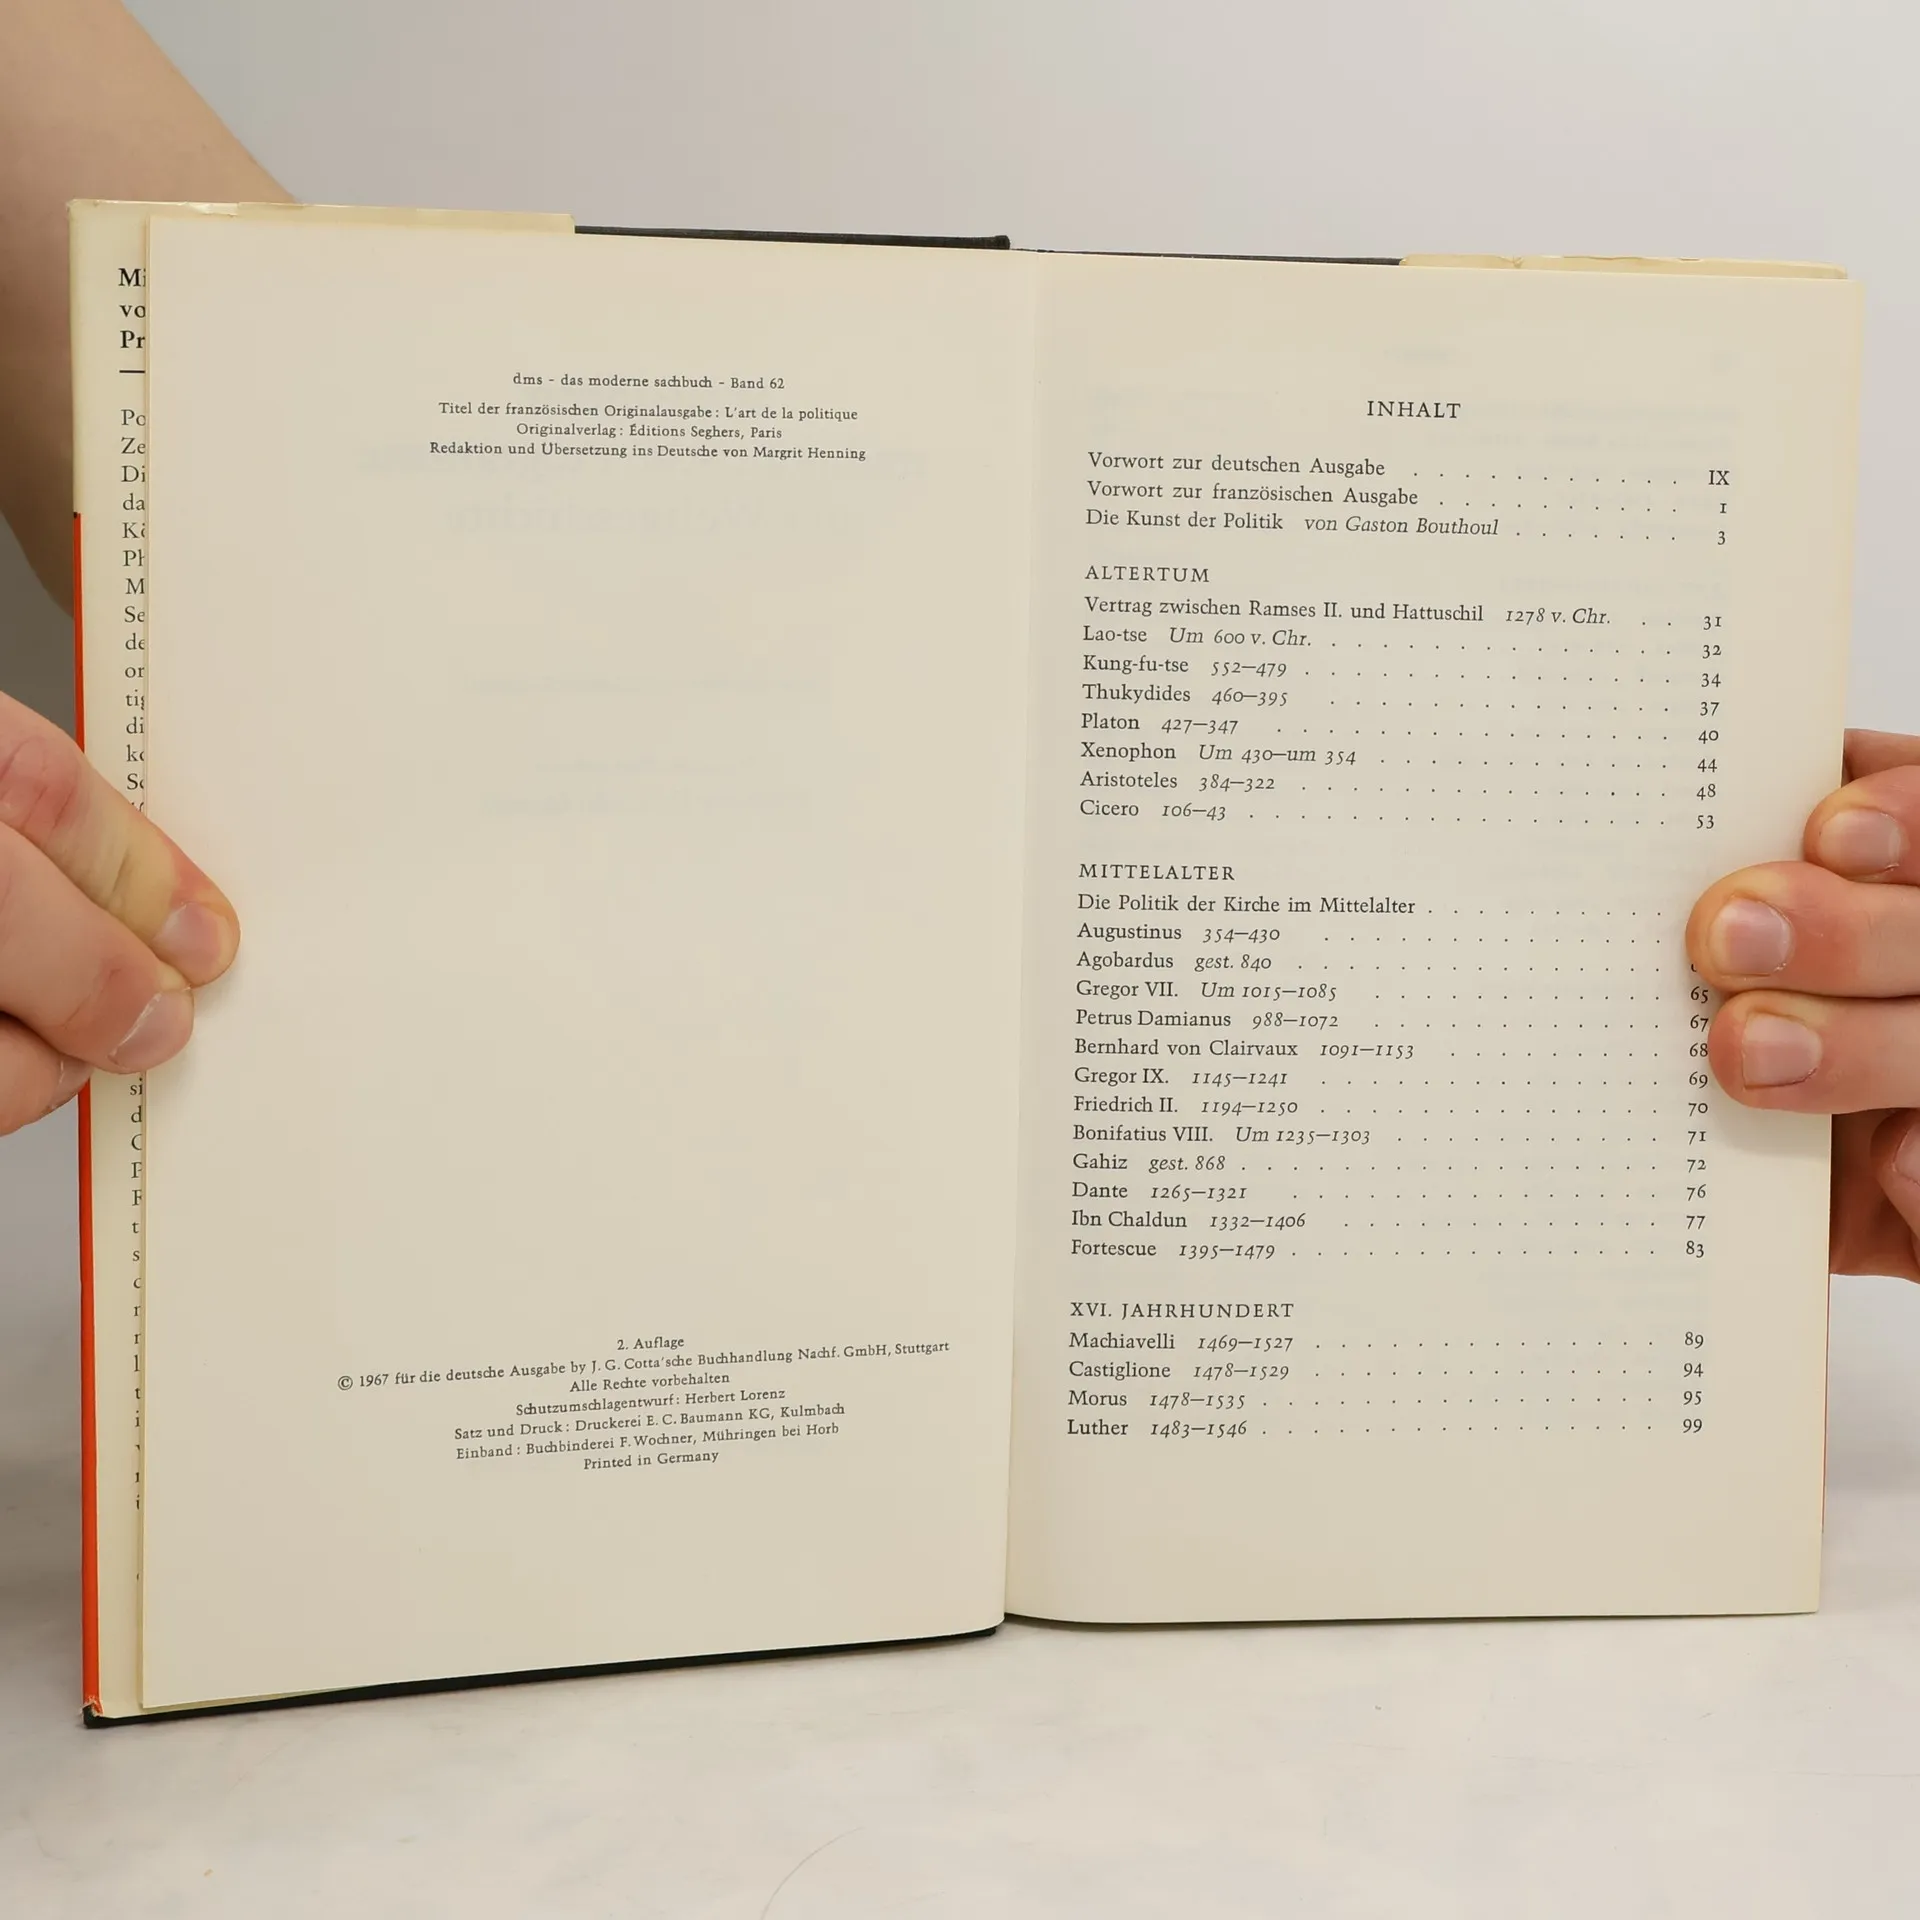 dms - das moderne sachbuch - Band 62
Titel der französischen Originalausgabe: L'art de la politique
Originalverlag: Éditions Seghers, Paris
Redaktion und Übersetzung ins Deutsche von Margrit Henning
2. Auflage
© 1967 für die deutsche Ausgabe by J. G. Cotta'sche Buchhandlung Nachf. GmbH, Stuttgart
Alle Rechte vorbehalten
Schutzumschlagentwurf: Herbert Lorenz
Satz und Druck: Druckerei E. C. Baumann KG, Kulmbach
Einband: Buchbinderei F. Wochner, Mühringen bei Horb
Printed in Germany
INHALT
Vorwort zur deutschen Ausgabe . . . . . . . . . . . IX
Vorwort zur französischen Ausgabe . . . . . . . . . . 1
Die Kunst der Politik von Gaston Bouthoul . . . . . . . 3
ALTERTUM
Vertrag zwischen Ramses II. und Hattuschil 1278 v. Chr. . . 31
Lao-tse Um 600 v. Chr. . . . . . . . . . . . . . . 32
Kung-fu-tse 552—479 . . . . . . . . . . . . . . . 34
Thukydides 460—395 . . . . . . . . . . . . . . 37
Platon 427—347 . . . . . . . . . . . . . . . . 40
Xenophon Um 430—um 354 . . . . . . . . . . . . 44
Aristoteles 384—322 . . . . . . . . . . . . . . . 48
Cicero 106—43 . . . . . . . . . . . . . . . . . 53
MITTELALTER
Die Politik der Kirche im Mittelalter . . . . . . . . . .
Augustinus 354—430 . . . . . . . . . . . . . .
Agobardus gest. 840 . . . . . . . . . . . . . . .
Gregor VII. Um 1015—1085 . . . . . . . . . . . . 65
Petrus Damianus 988—1072 . . . . . . . . . . . . 67
Bernhard von Clairvaux 1091—1153 . . . . . . . . . 68
Gregor IX. 1145—1241 . . . . . . . . . . . . . . 69
Friedrich II. 1194—1250 . . . . . . . . . . . . . . 70
Bonifatius VIII. Um 1235—1303 . . . . . . . . . . . 71
Gahiz gest. 868 . . . . . . . . . . . . . . . . . 72
Dante 1265—1321 . . . . . . . . . . . . . . . 76
Ibn Chaldun 1332—1406 . . . . . . . . . . . . . 77
Fortescue 1395—1479 . . . . . . . . . . . . . . . 83
XVI. JAHRHUNDERT
Machiavelli 1469—1527 . . . . . . . . . . . . . . 89
Castiglione 1478—1529 . . . . . . . . . . . . . . 94
Morus 1478—1535 . . . . . . . . . . . . . . . . 95
Luther 1483—1546 . . . . . . . . . . . . . . . . 99